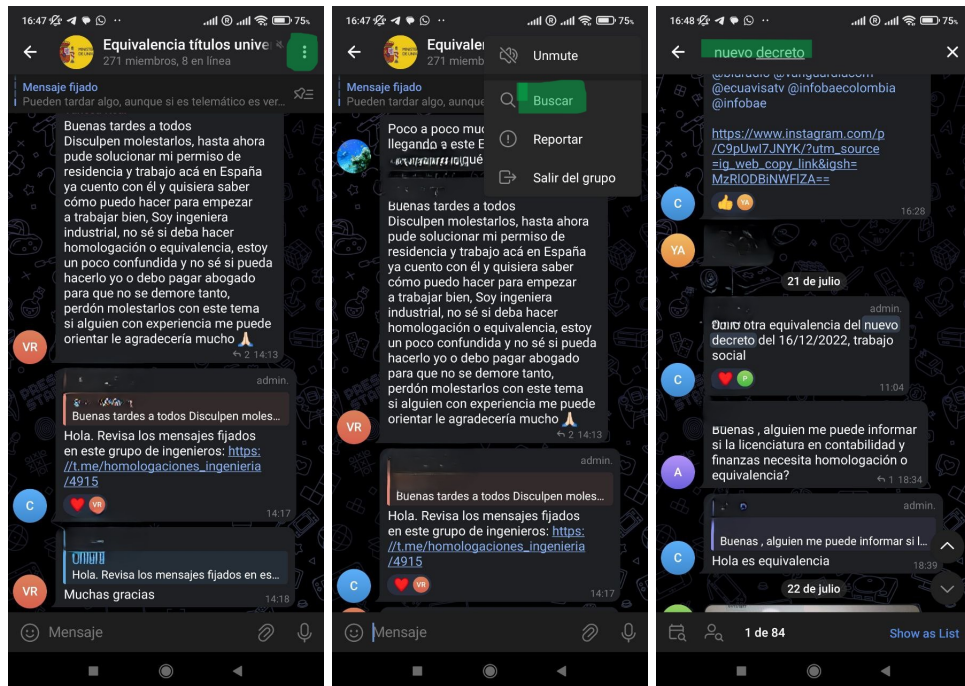 16:47
75%
Equivalencia títulos unive
271 miembros, 8 en línea
Mensaje fijado
Pueden tardar algo, aunque si es telemático es ver...
Buenas tardes a todos
Disculpen molestarlos, hasta ahora
pude solucionar mi permiso de
residencia y trabajo acá en España
ya cuento con él y quisiera saber
cómo puedo hacer para empezar
a trabajar bien, Soy ingeniera
industrial, no sé si deba hacer
homologación o equivalencia, estoy
un poco confundida y no sé si pueda
hacerlo yo o debo pagar abogado
para que no se demore tanto,
perdón molestarlos con este tema
si alguien con experiencia me puede
orientar le agradecería mucho 🙏🏻
2 14:13
VR
admin.
Buenas tardes a todos Disculpen moles...
Hola. Revisa los mensajes fijados
en este grupo de ingenieros: https:
//t.me/homologaciones_ingenieria
/4915
VR
14:17
C
Hola. Revisa los mensajes fijados en es...
Muchas gracias
14:18
VR
Mensaje
16:47
75%
Equivaler
271 miemb
Mensaje fijado
Pueden tardar algo, aunque
Unmute
Buscar
Reportar
Salir del grupo
Poco a poco muc
llegando a este E
qué
Buenas tardes a todos
Disculpen molestarlos, hasta ahora
pude solucionar mi permiso de
residencia y trabajo acá en España
ya cuento con él y quisiera saber
cómo puedo hacer para empezar
a trabajar bien, Soy ingeniera
industrial, no sé si deba hacer
homologación o equivalencia, estoy
un poco confundida y no sé si pueda
hacerlo yo o debo pagar abogado
para que no se demore tanto,
perdón molestarlos con este tema
si alguien con experiencia me puede
orientar le agradecería mucho 🙏🏻
2 14:13
VR
admin.
Buenas tardes a todos Disculpen moles...
Hola. Revisa los mensajes fijados
en este grupo de ingenieros: https:
//t.me/homologaciones_ingenieria
/4915
VR
14:17
C
Mensaje
16:48
75%
nuevo decreto
@ecuavisatv @infobaecolombia
@infobae
https://www.instagram.com/p
/C9pUwI7JNYK/?utm_source
=ig_web_copy_link&igsh=
MzRlODBiNWFlZA==
YA
16:28
C
YA
21 de julio
admin.
otra equivalencia del nuevo
decreto del 16/12/2022, trabajo
social
P
11:04
C
Buenas , alguien me puede informar
si la licenciatura en contabilidad y
finanzas necesita homologación o
equivalencia?
1 18:34
A
admin.
Buenas , alguien me puede informar si l...
Hola es equivalencia
18:39
C
22 de julio
1 de 84
Show as List